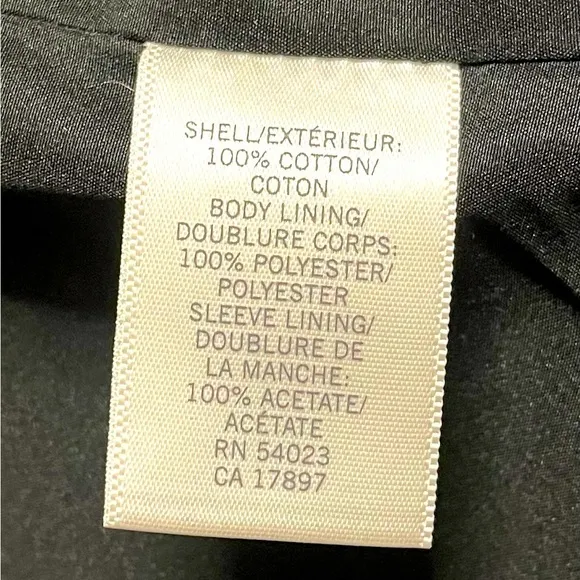 SHELL/EXTÉRIEUR:
100% COTTON/
COTON
BODY LINING/
DOUBLURE CORPS:
100% POLYESTER/
POLYESTER
SLEEVE LINING/
DOUBLURE DE
LA MANCHE:
100% ACETATE/
ACÉTATE
RN 54023
CA 17897